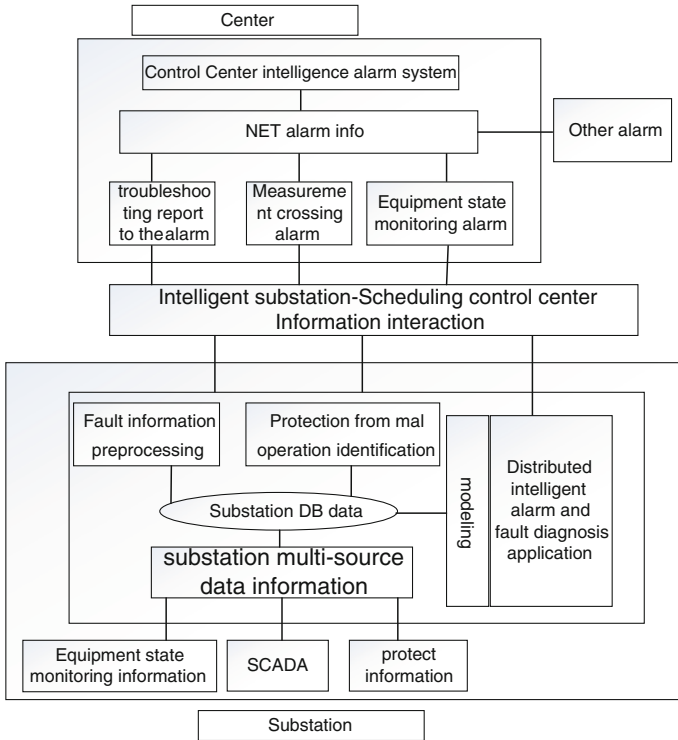 Center
Control Center intelligence alarm system
NET alarm info
Other alarm
troubleshoo
ting report
to thealarm
Measureme
nt crossing
alarm
Equipment state
monitoring alarm
Intelligent substation-Scheduling control center
Information interaction
Fault information
preprocessing
Protection from mal
operation identification
modeling
Distributed
intelligent
alarm and
fault diagnosis
application
Substation DB data
substation multi-source
data information
Equipment state
monitoring information
SCADA
protect
information
Substation